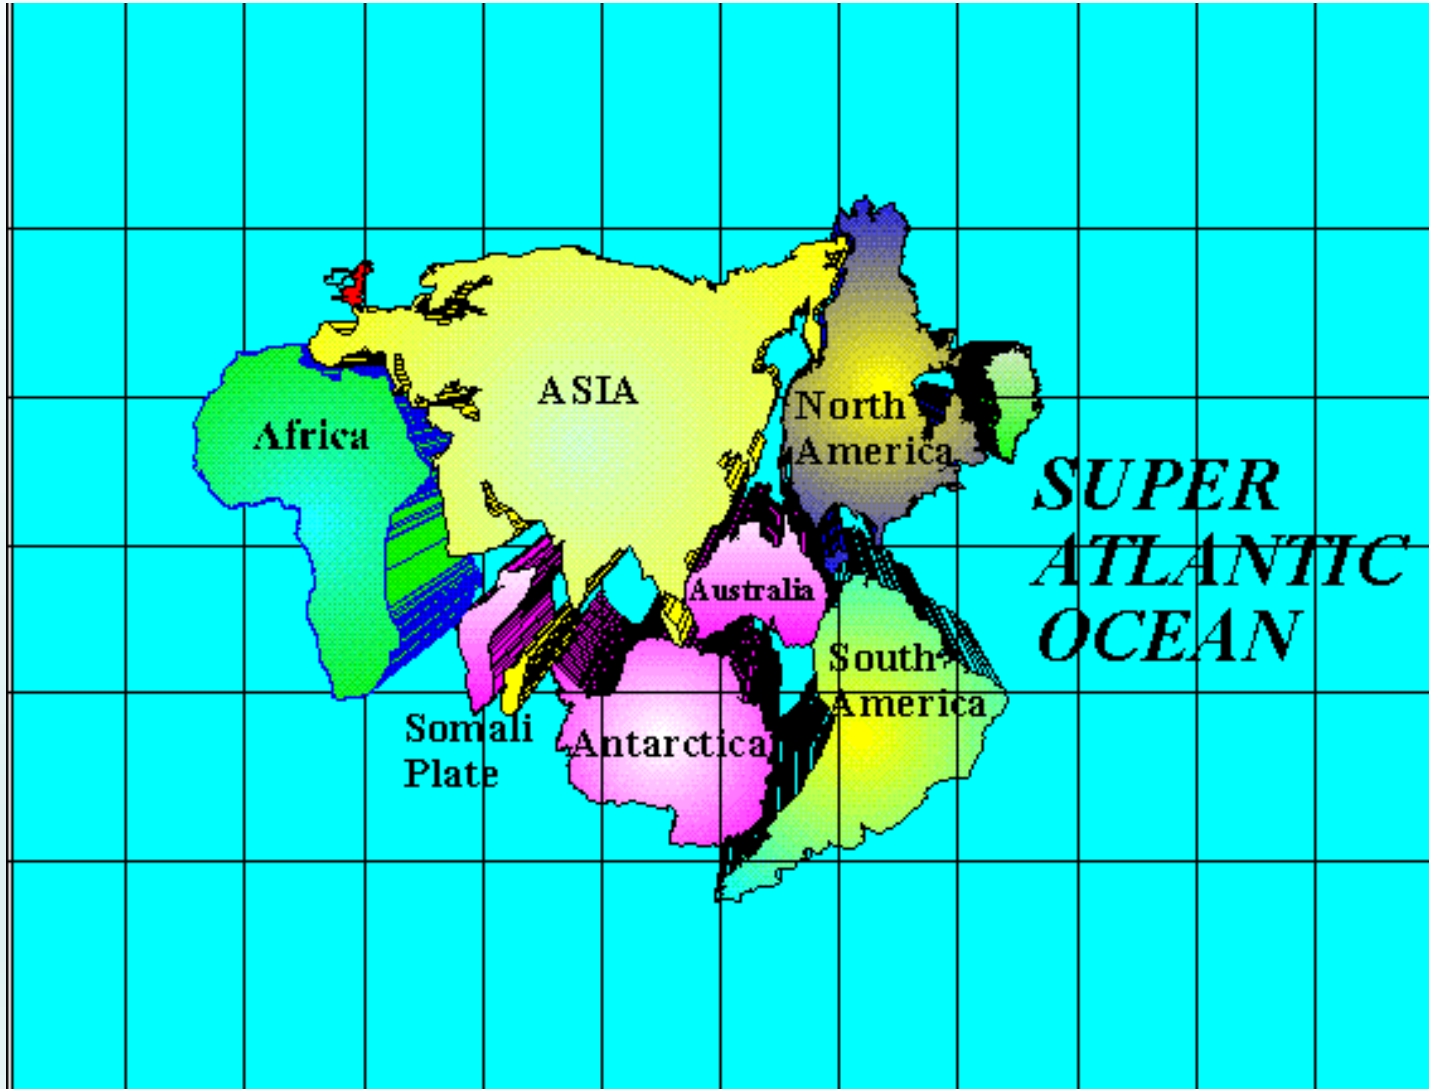 ASIA
Africa
North
America
SUPER
ATLANTIC
OCEAN
Australia
South
America
Somali
Plate
Antarctica